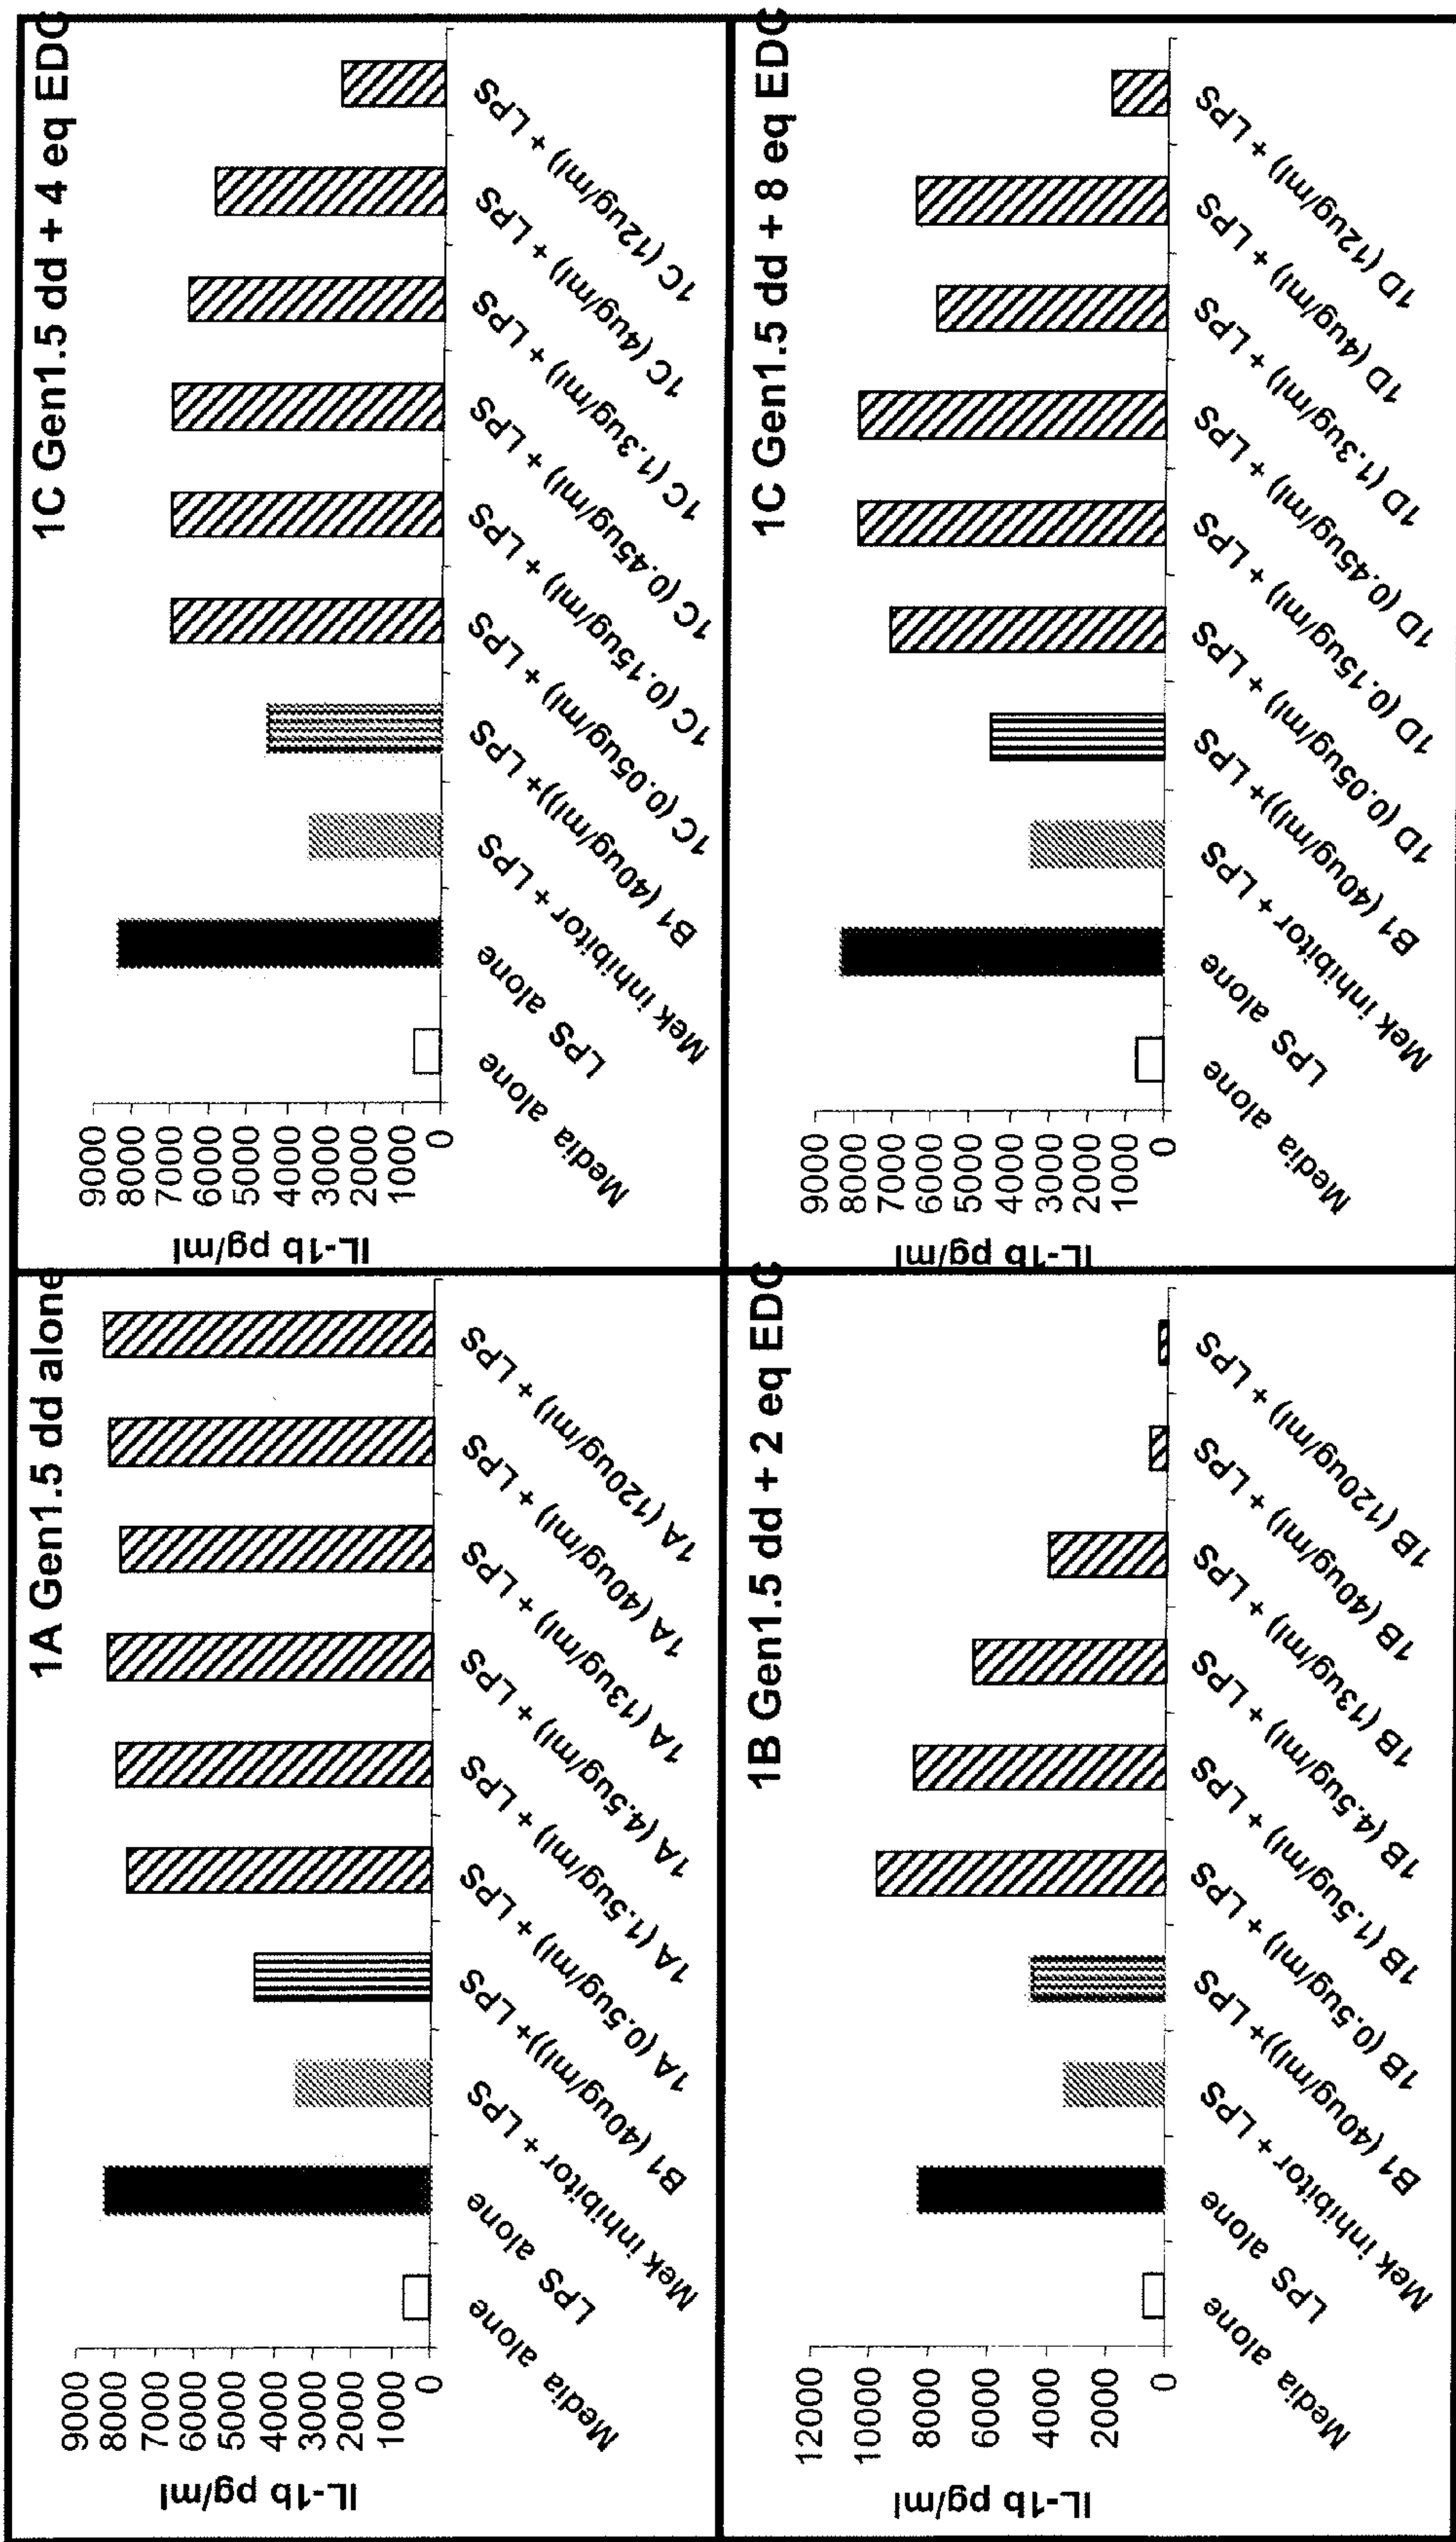 1A Gen1.5 dd alone
IL-1b pg/ml
9000
8000
7000
6000
5000
4000
3000
2000
1000
0
Media alone
LPS alone
Mek inhibitor + LPS
B1 (40ug/ml))+ LPS
1A (0.5ug/ml) + LPS
1A (1.5ug/ml) + LPS
1A (4.5ug/ml) + LPS
1A (13ug/ml) + LPS
1A (40ug/ml) + LPS
1A (120ug/ml) + LPS
1C Gen1.5 dd + 4 eq EDC
IL-1b pg/ml
9000
8000
7000
6000
5000
4000
3000
2000
1000
0
Media alone
LPS alone
Mek inhibitor + LPS
B1 (40ug/ml))+ LPS
1C (0.05ug/ml) + LPS
1C (0.15ug/ml) + LPS
1C (0.45ug/ml) + LPS
1C (1.3ug/ml) + LPS
1C (4ug/ml) + LPS
1C (12ug/ml) + LPS
1B Gen1.5 dd + 2 eq EDC
IL-1b pg/ml
12000
10000
8000
6000
4000
2000
0
Media alone
LPS alone
Mek inhibitor + LPS
B1 (40ug/ml))+ LPS
1B (0.5ug/ml) + LPS
1B (1.5ug/ml) + LPS
1B (4.5ug/ml) + LPS
1B (13ug/ml) + LPS
1B (40ug/ml) + LPS
1B (120ug/ml) + LPS
1C Gen1.5 dd + 8 eq EDC
IL-1b pg/ml
9000
8000
7000
6000
5000
4000
3000
2000
1000
0
Media alone
LPS alone
Mek inhibitor + LPS
B1 (40ug/ml))+ LPS
1D (0.05ug/ml) + LPS
1D (0.15ug/ml) + LPS
1D (0.45ug/ml) + LPS
1D (1.3ug/ml) + LPS
1D (4ug/ml) + LPS
1D (12ug/ml) + LPS